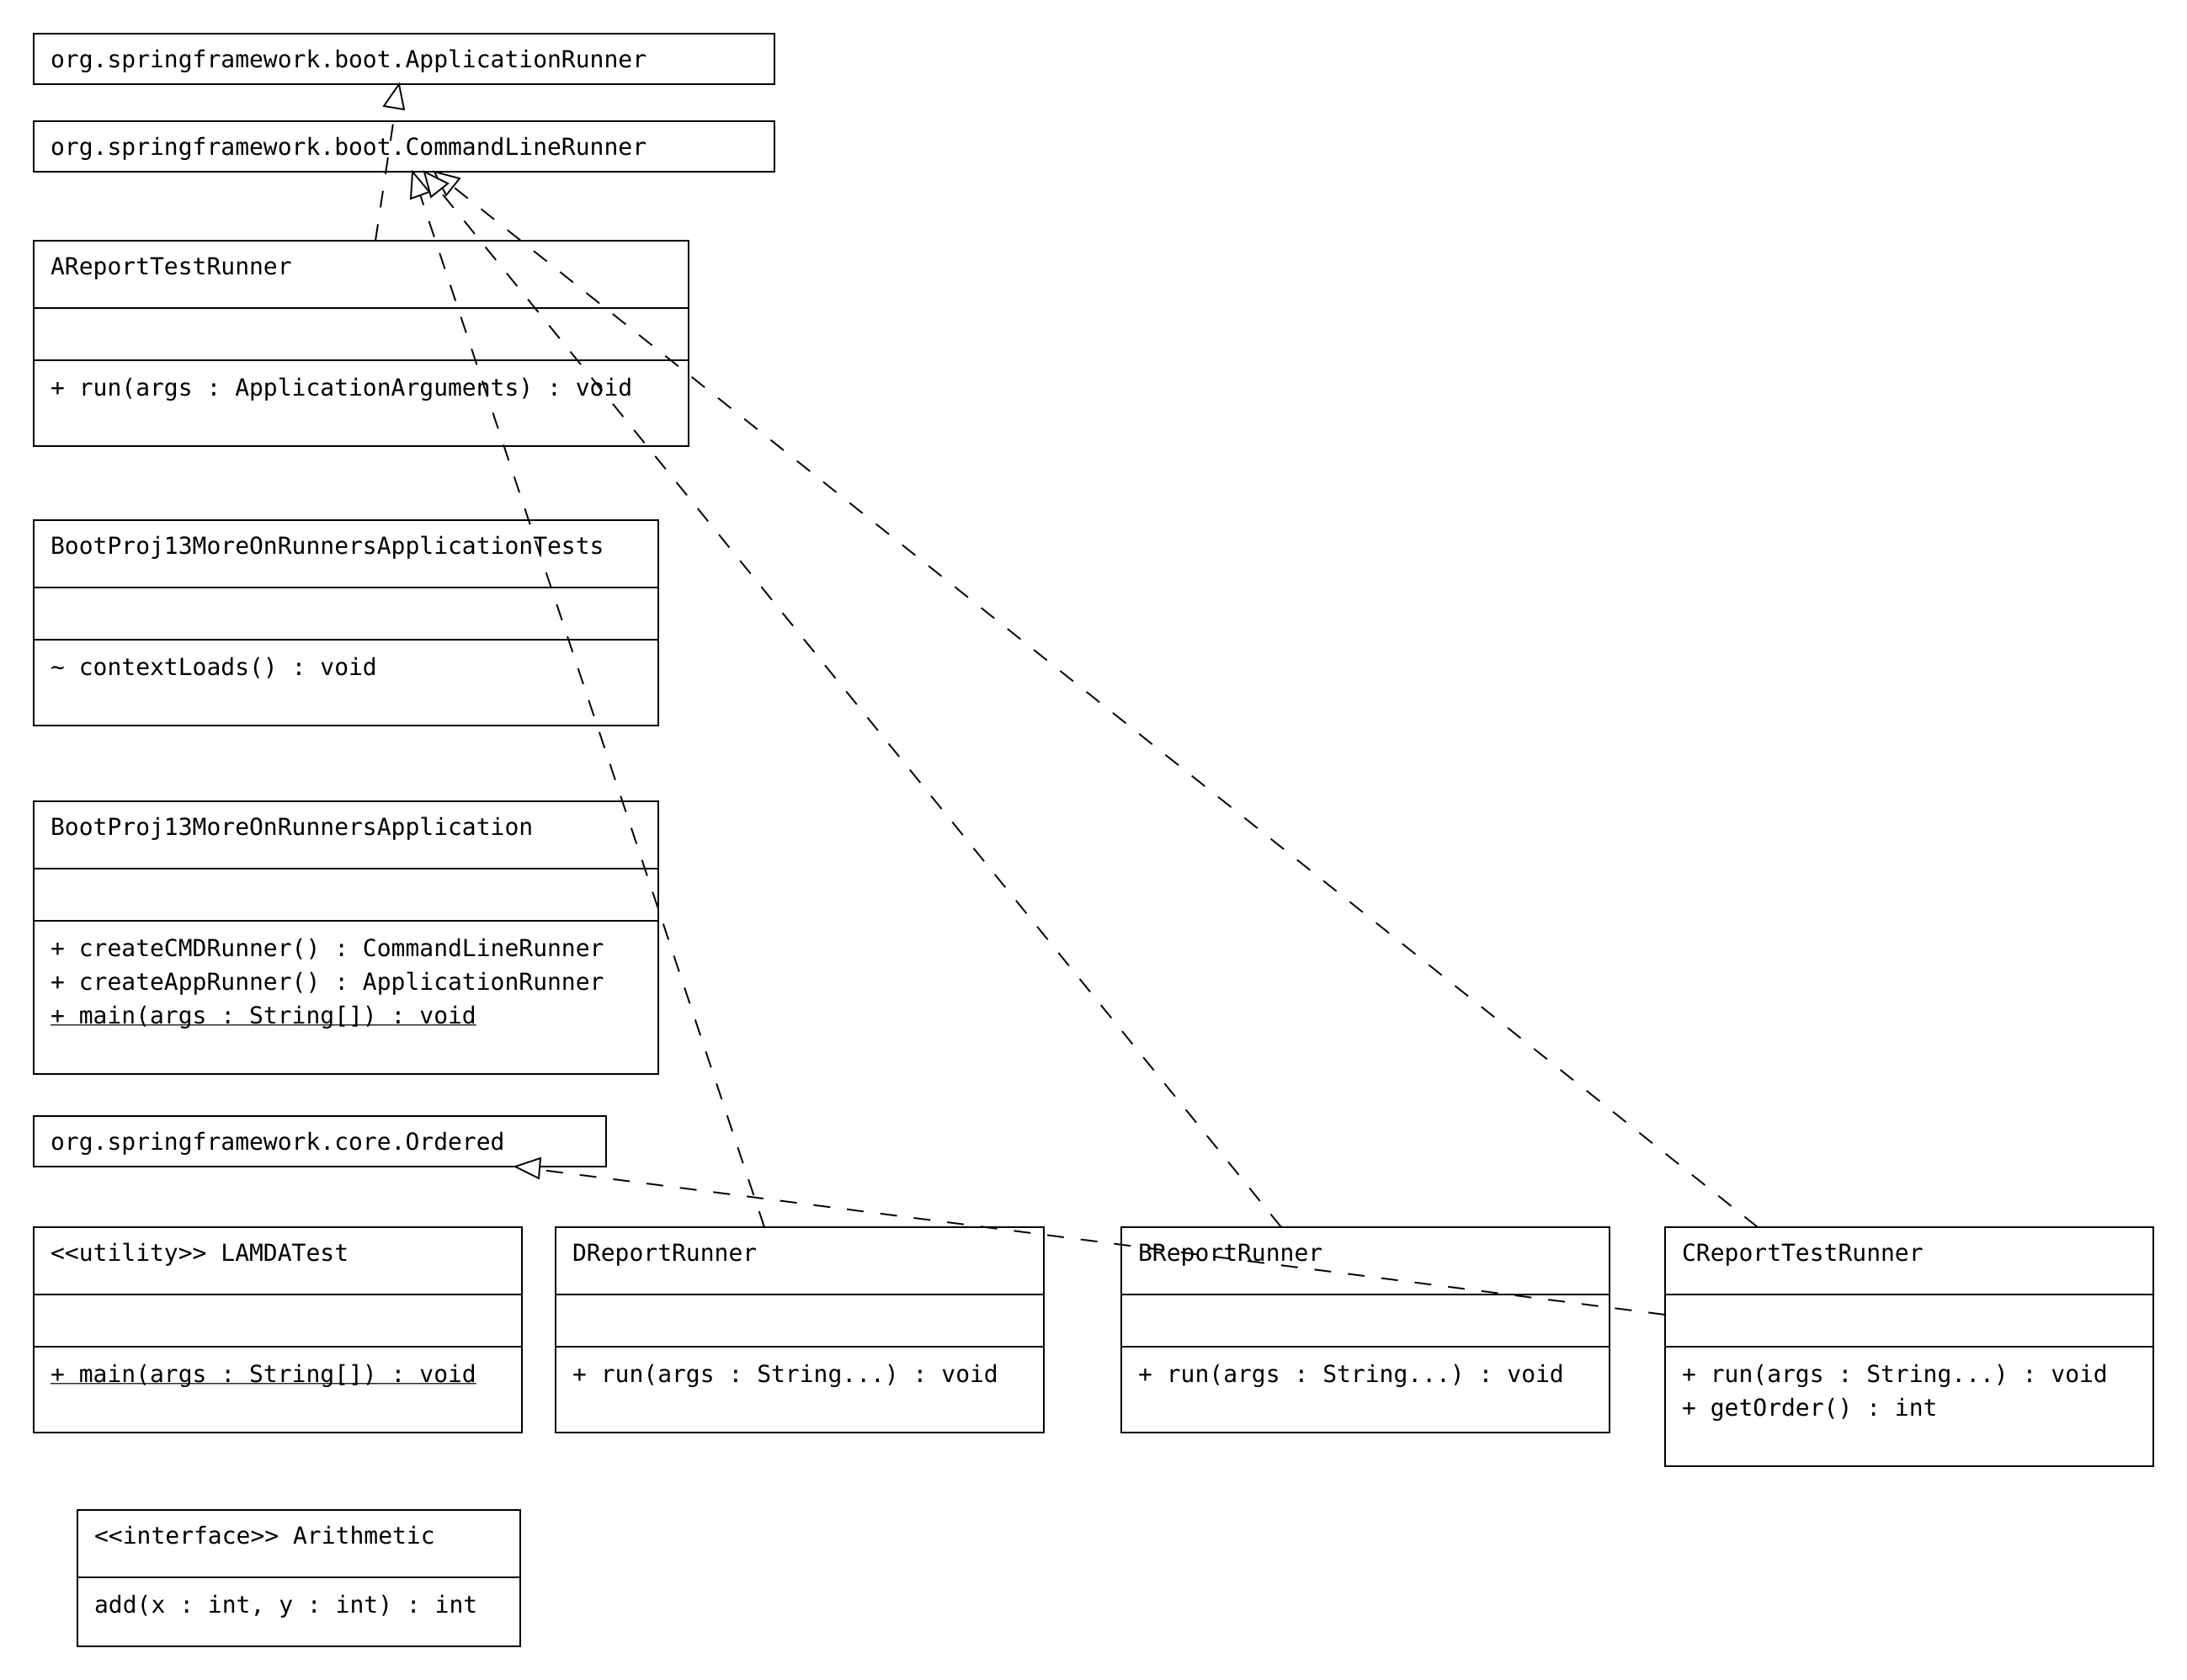 org.springframework.boot.ApplicationRunner
org.springframework.boot.CommandLineRunner
AReportTestRunner
+ run(args : ApplicationArguments) : void
BootProj13MoreOnRunnersApplicationTests
~ contextLoads() : void
BootProj13MoreOnRunnersApplication
+ createCMDRunner() : CommandLineRunner
+ createAppRunner() : ApplicationRunner
+ main(args : String[]) : void
org.springframework.core.Ordered
<<utility>> LAMDATest
+ main(args : String[]) : void
DReportRunner
+ run(args : String...) : void
BReportRunner
+ run(args : String...) : void
CReportTestRunner
+ run(args : String...) : void
+ getOrder() : int
<<interface>> Arithmetic
add(x : int, y : int) : int